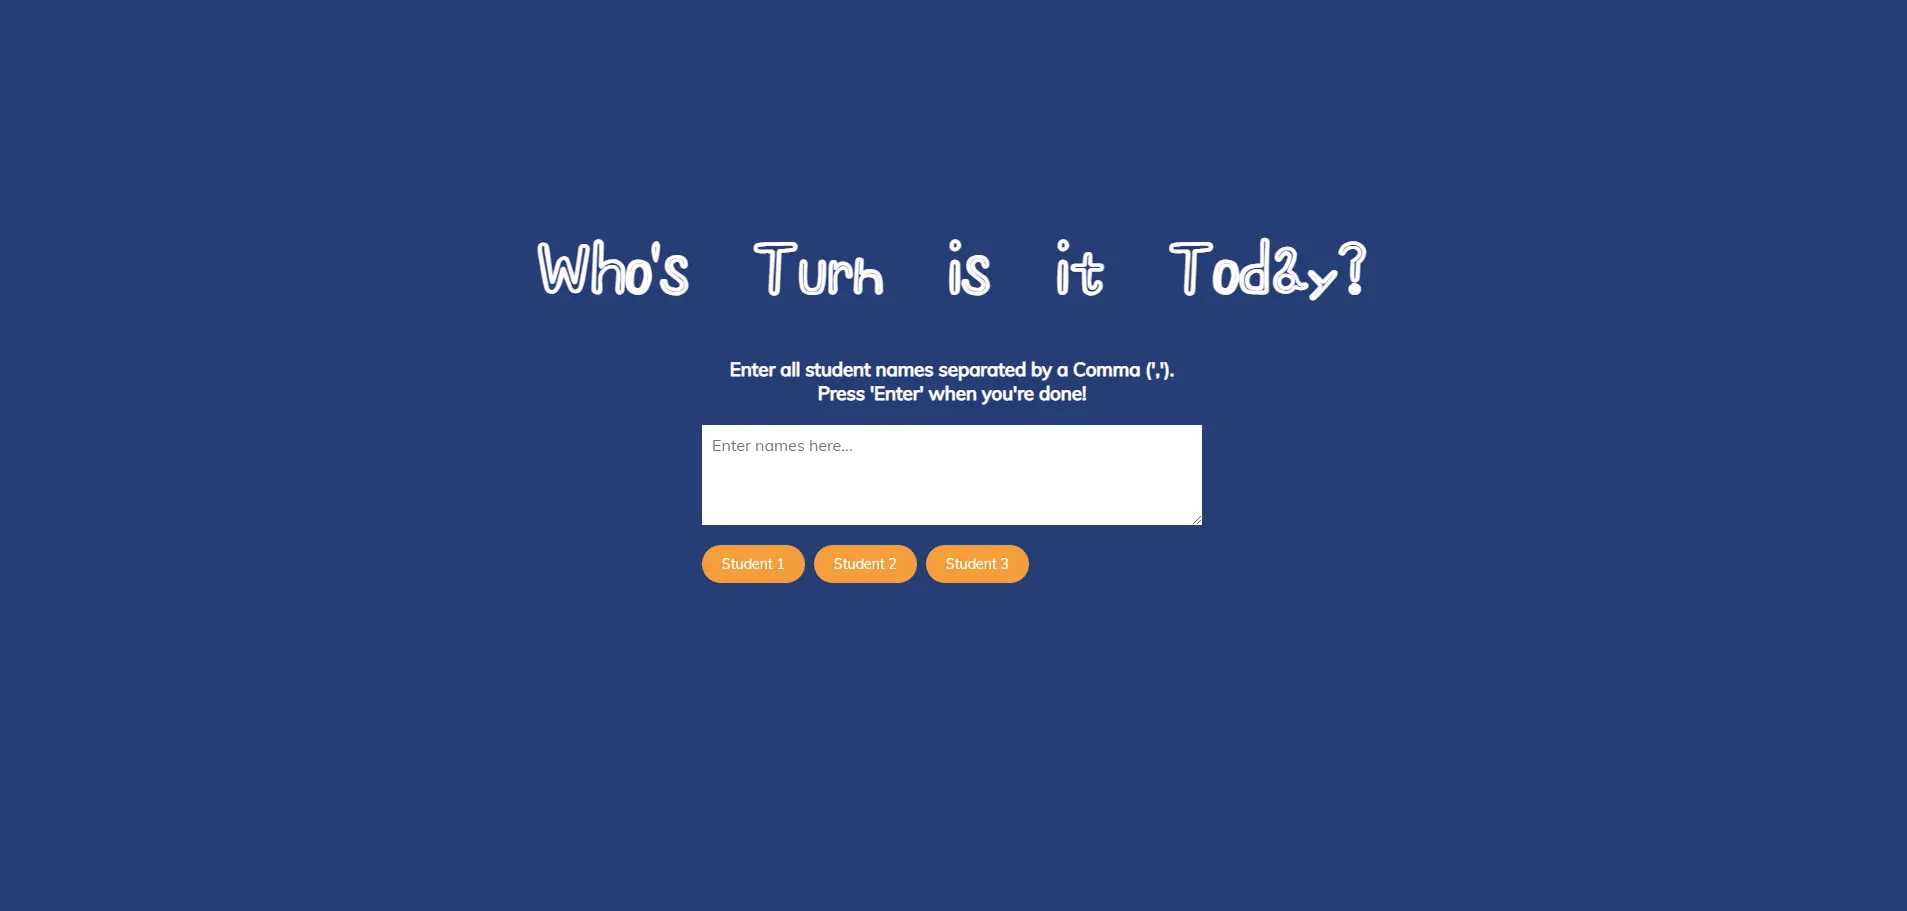 Who's Turn is it Today?
Enter all student names separated by a Comma (',').
Press 'Enter' when you're done!
Enter names here...
Student 1 Student 2 Student 3